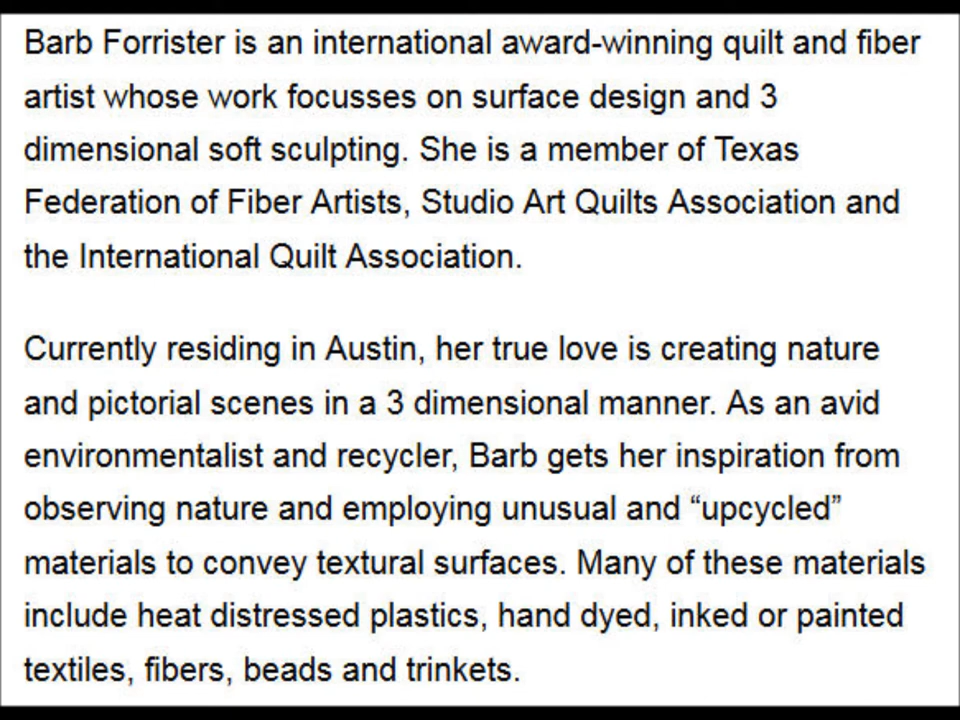 Barb Forrister is an international award-winning quilt and fiber
artist whose work focusses on surface design and 3
dimensional soft sculpting. She is a member of Texas
Federation of Fiber Artists, Studio Art Quilts Association and
the International Quilt Association.
Currently residing in Austin, her true love is creating nature
and pictorial scenes in a 3 dimensional manner. As an avid
environmentalist and recycler, Barb gets her inspiration from
observing nature and employing unusual and “upcycled”
materials to convey textural surfaces. Many of these materials
include heat distressed plastics, hand dyed, inked or painted
textiles, fibers, beads and trinkets.